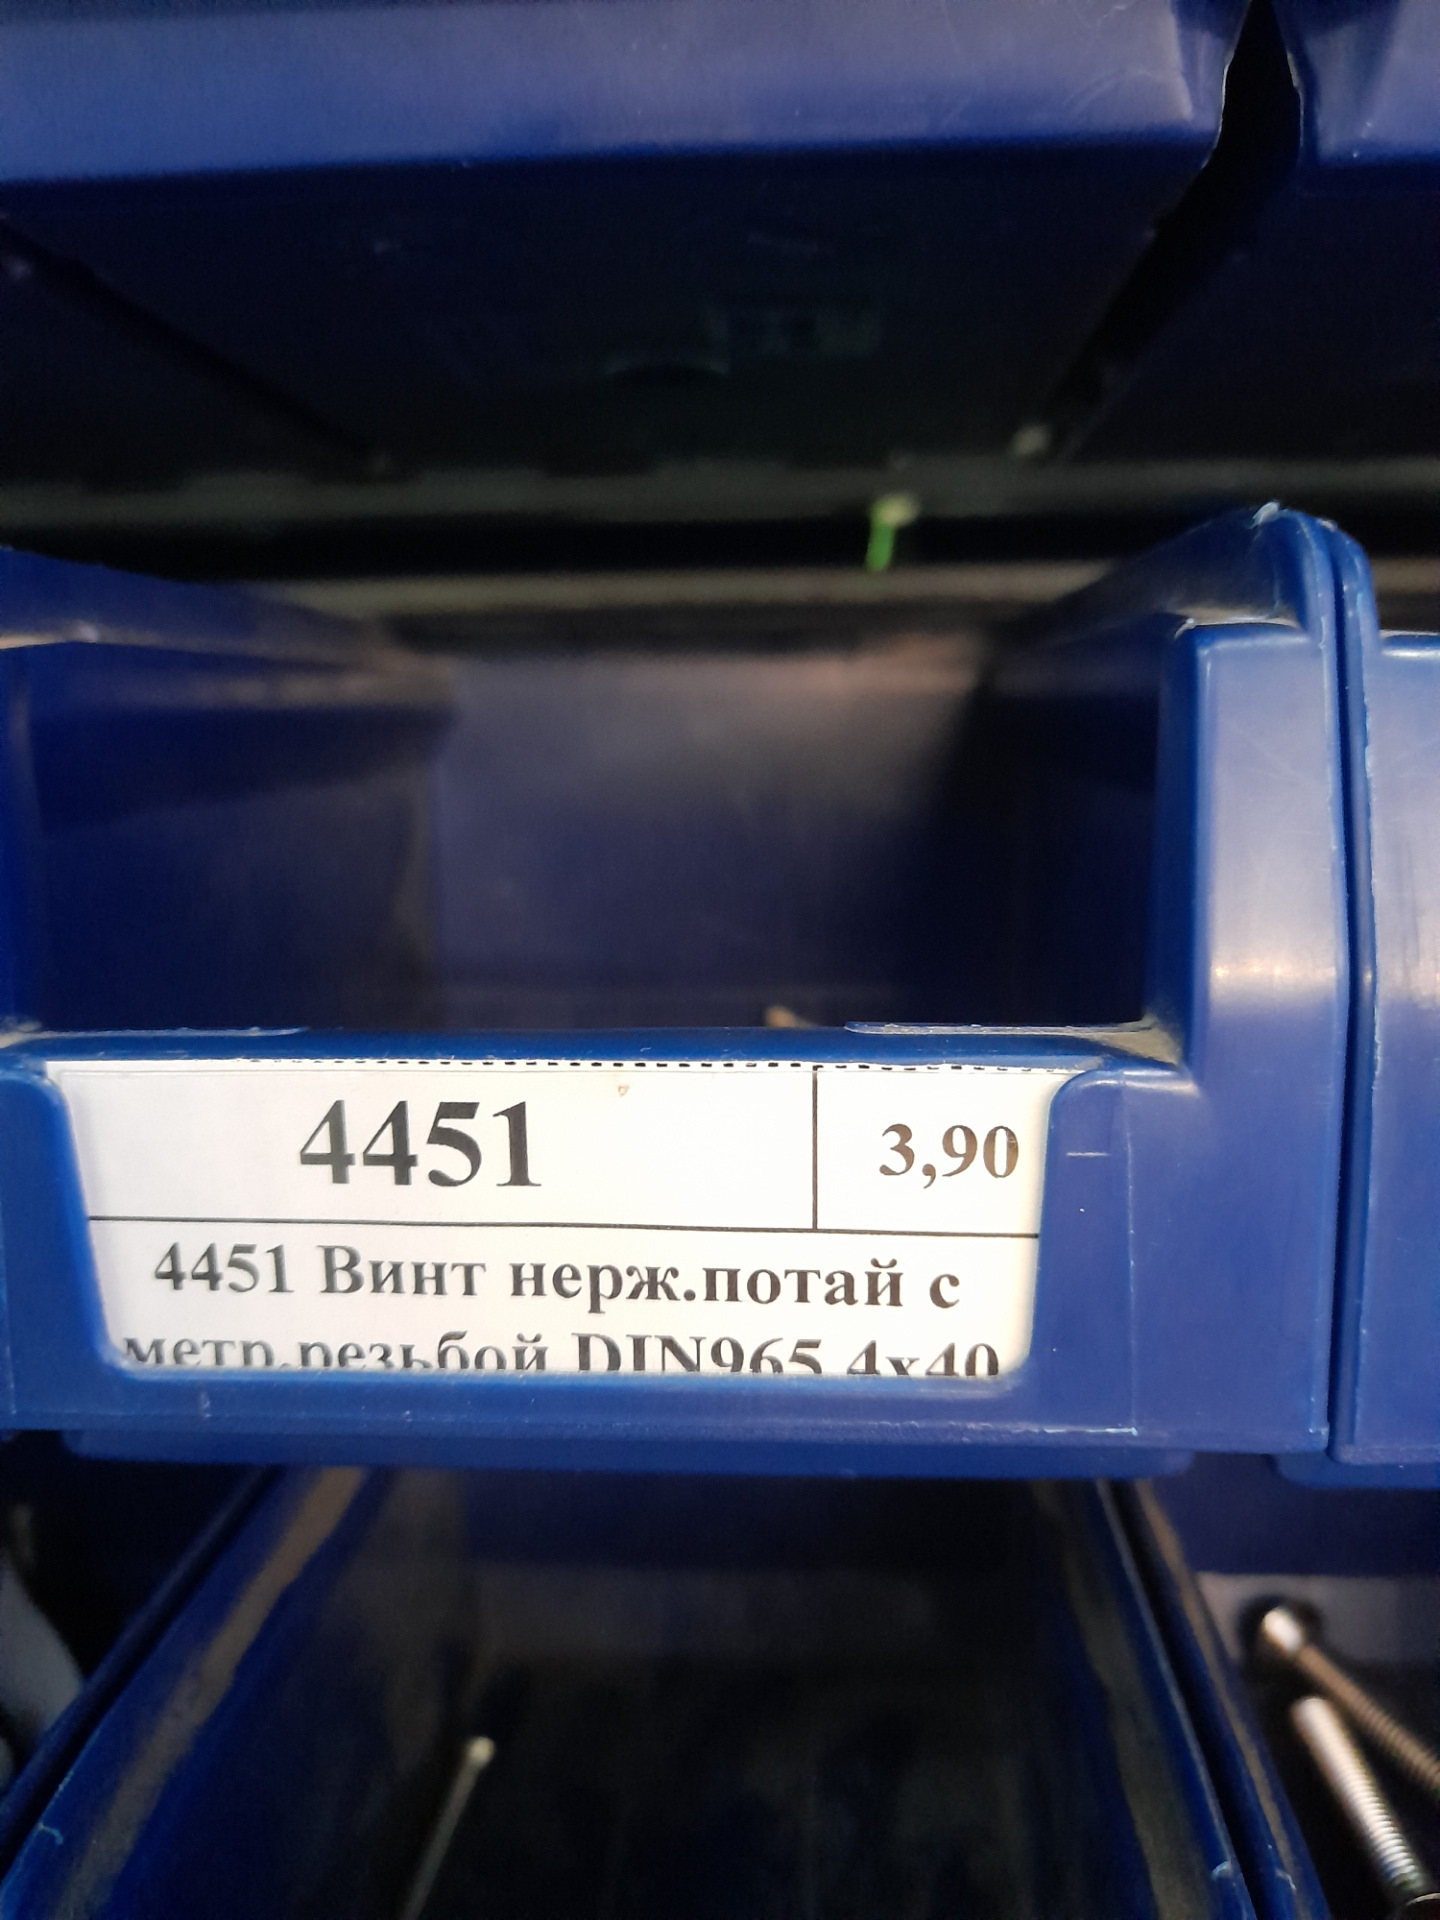 4451
3,90
4451 Винт нерж.потай с
метр.резьбой DIN965 4х40